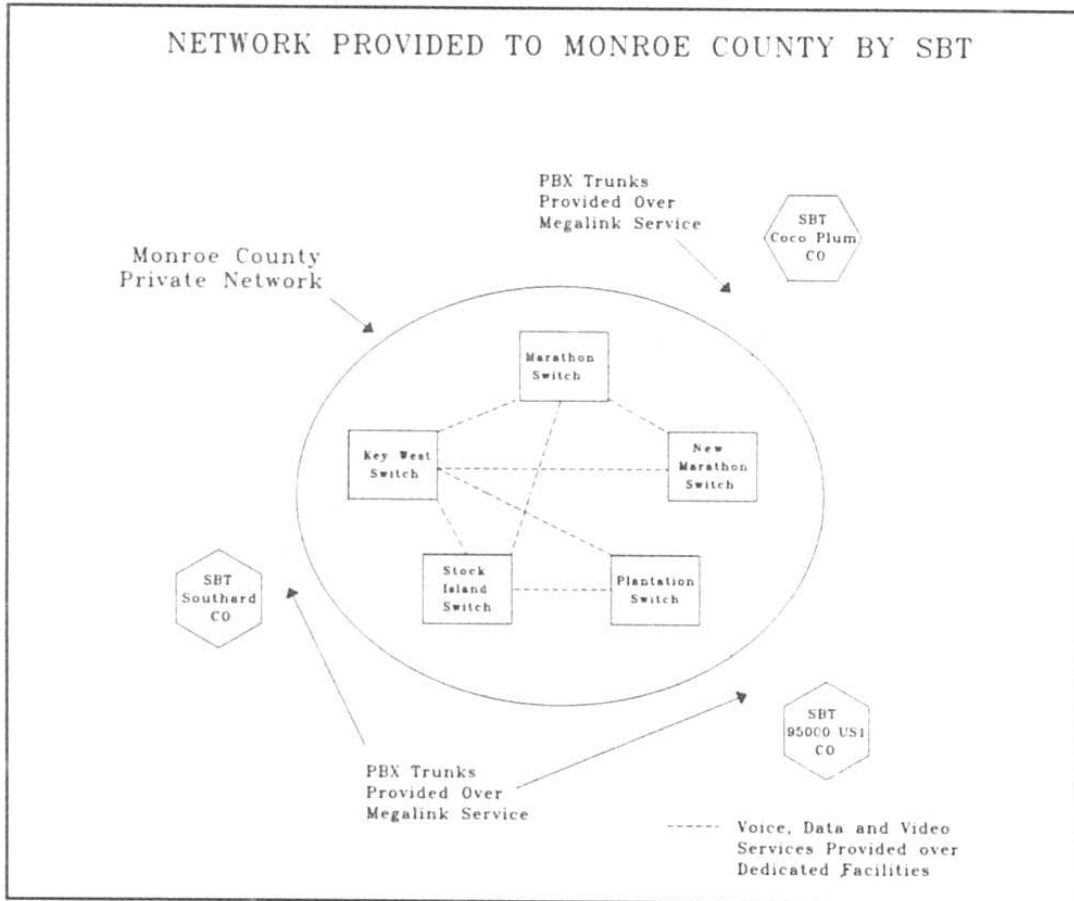 NETWORK PROVIDED TO MONROE COUNTY BY SBT
PBX Trunks
Provided Over
Megalink Service
SBT
Coco Plum
CO
Monroe County
Private Network
Marathon
Switch
Key West
Switch
New
Marathon
Switch
Stock
Island
Switch
Plantation
Switch
SBT
Southard
CO
SBT
95000 US1
CO
PBX Trunks
Provided Over
Megalink Service
Voice, Data and Video
Services Provided over
Dedicated Facilities